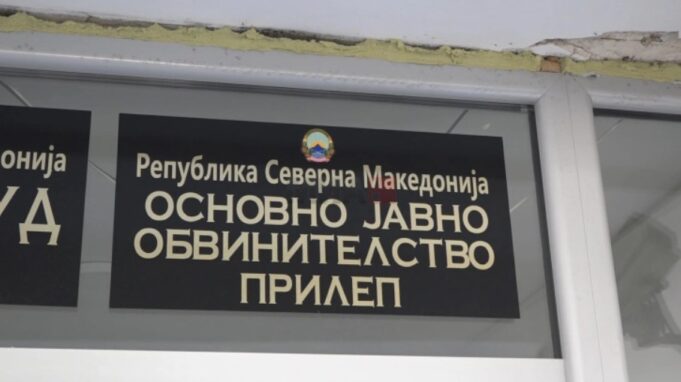 онија
УД
Република Северна Македонија
ОСНОВНО ЈАВНО
ОБВИНИТЕЛСТВО
ПРИЛЕП